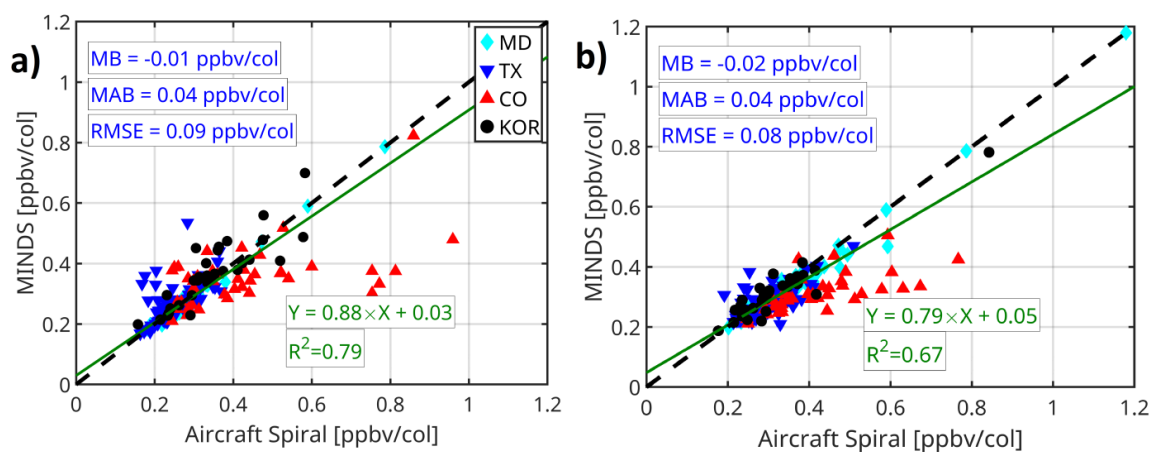 a)
MB = -0.01 ppbv/col
MAB = 0.04 ppbv/col
RMSE = 0.09 ppbv/col
MD
TX
CO
KOR
Y = 0.88×X + 0.03
R²=0.79
1.2
1
0.8
0.6
0.4
0.2
0
MINDS [ppbv/col]
0 0.2 0.4 0.6 0.8 1 1.2
Aircraft Spiral [ppbv/col]
b)
MB = -0.02 ppbv/col
MAB = 0.04 ppbv/col
RMSE = 0.08 ppbv/col
Y = 0.79×X + 0.05
R²=0.67
1.2
1
0.8
0.6
0.4
0.2
0
MINDS [ppbv/col]
0 0.2 0.4 0.6 0.8 1 1.2
Aircraft Spiral [ppbv/col]